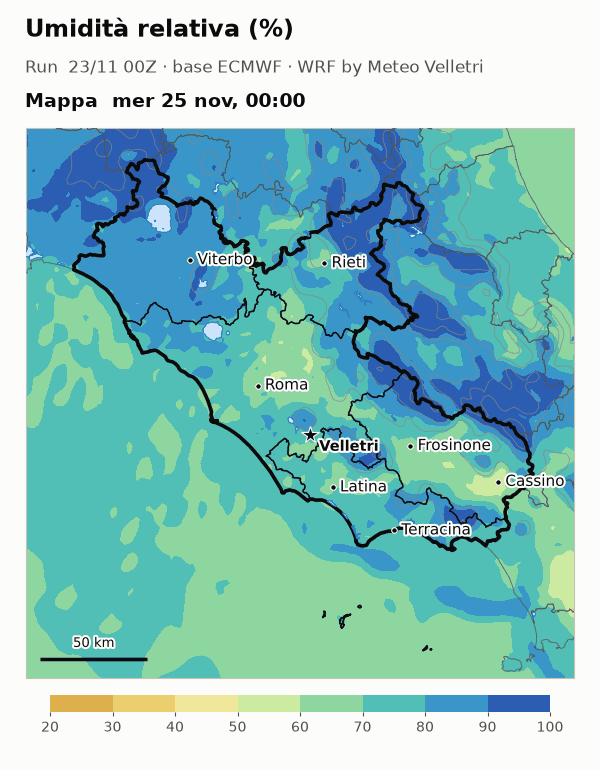 Umidità relativa (%)
Run  23/11 00Z · base ECMWF · WRF by Meteo Velletri
Mappa  mer 25 nov, 00:00
Viterbo
Rieti
Roma
Velletri
Frosinone
Cassino
Latina
Terracina
50 km
20 30 40 50 60 70 80 90 100